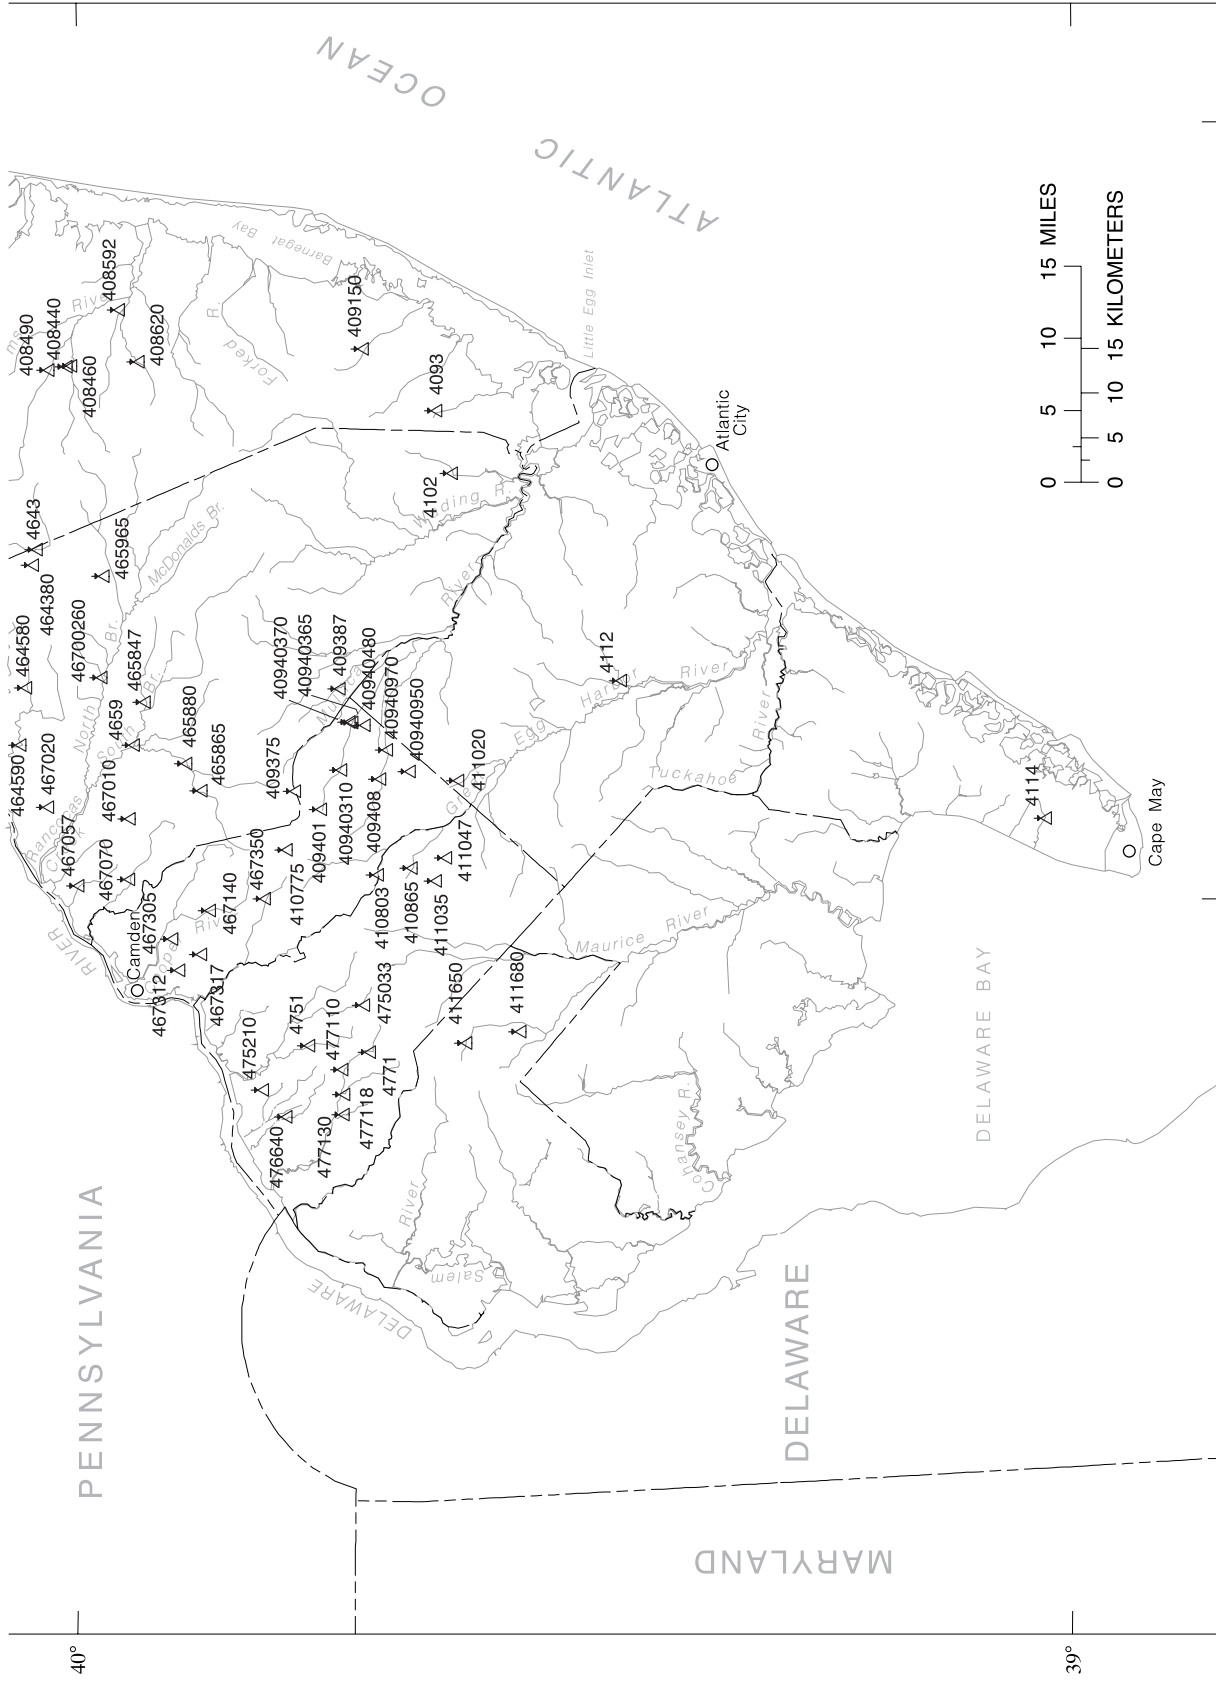 PENNSYLVANIA
MARYLAND
DELAWARE
DELAWARE BAY
ATLANTIC
OCEAN
DELAWARE
RIVER
40°
39°
Camden
Atlantic
City
Cape May
Little Egg Inlet
Barnegat
Bay
River
Forked
R.
McDonalds Br.
Rancocas
North
Br.
South
Br.
Cooper
River
Wading R.
Mullica
River
Great
Egg
Harbor
River
Tuckahoe
River
Maurice
River
Cohansey R.
Salem
River
408490
408440
408460
408592
408620
409150
4093
4102
4643
464380
465965
464580
46700260
465847
464590
467020
4659
467010
465880
465865
467057
467070
409375
40940370
40940365
409387
40940480
40940970
40940950
409401
40940310
409408
411020
4112
467305
467140
467350
410775
410803
410865
411035
411047
467312
467317
475210
4751
477110
475033
4771
411650
411680
476640
477130
477118
4114
0 5 10 15 MILES
0 5 10 15 KILOMETERS